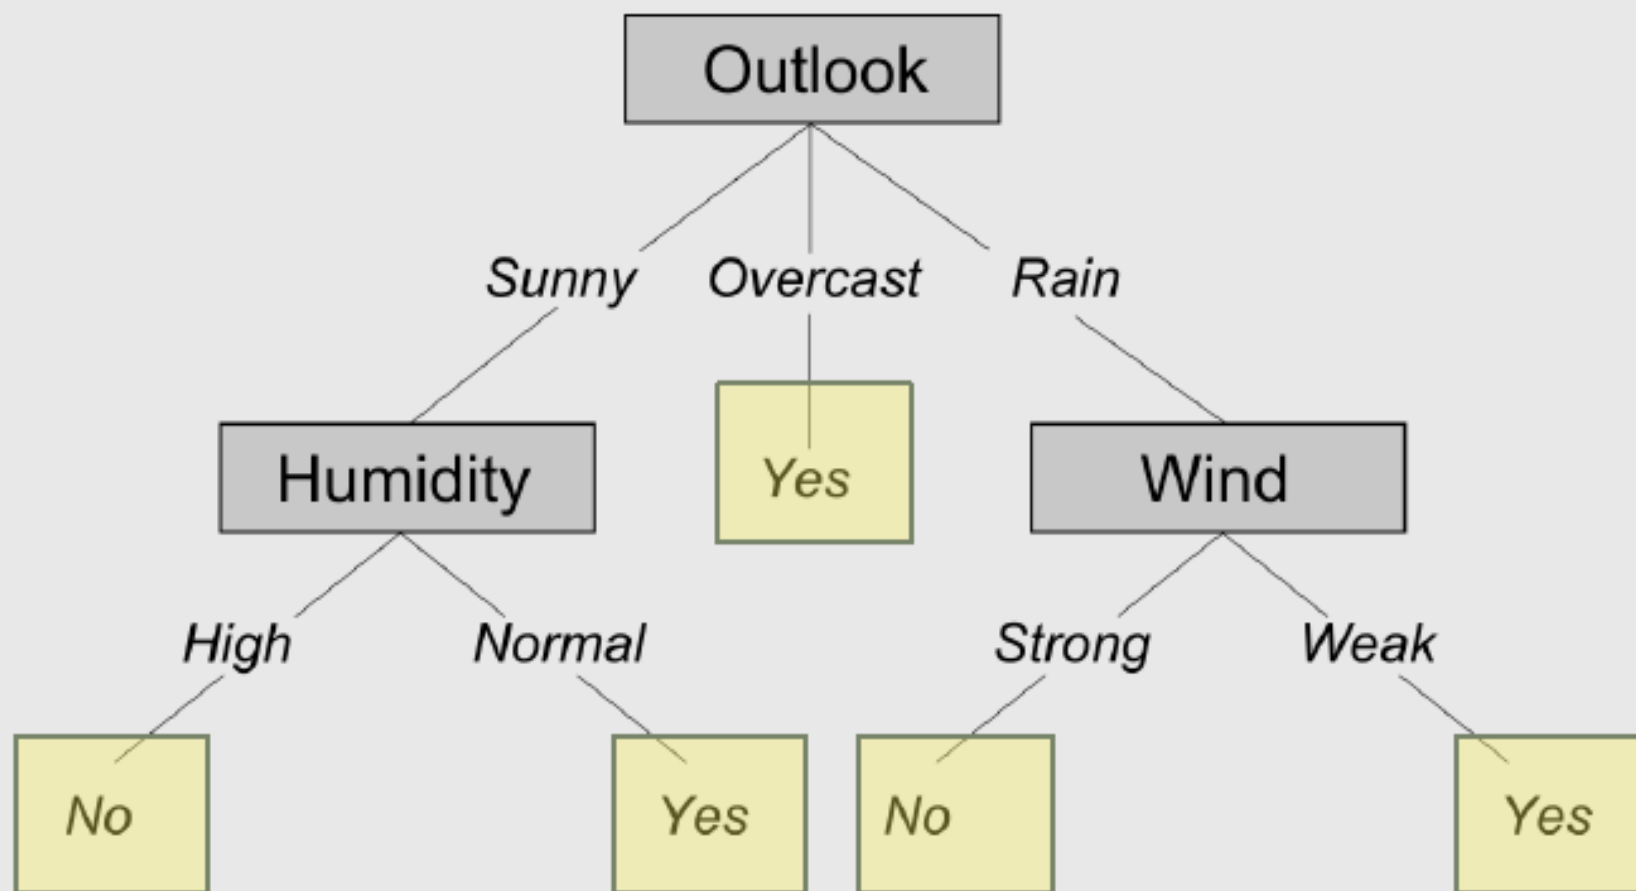 Outlook
Sunny Overcast Rain
Humidity Yes Wind
High Normal Strong Weak
No Yes No Yes